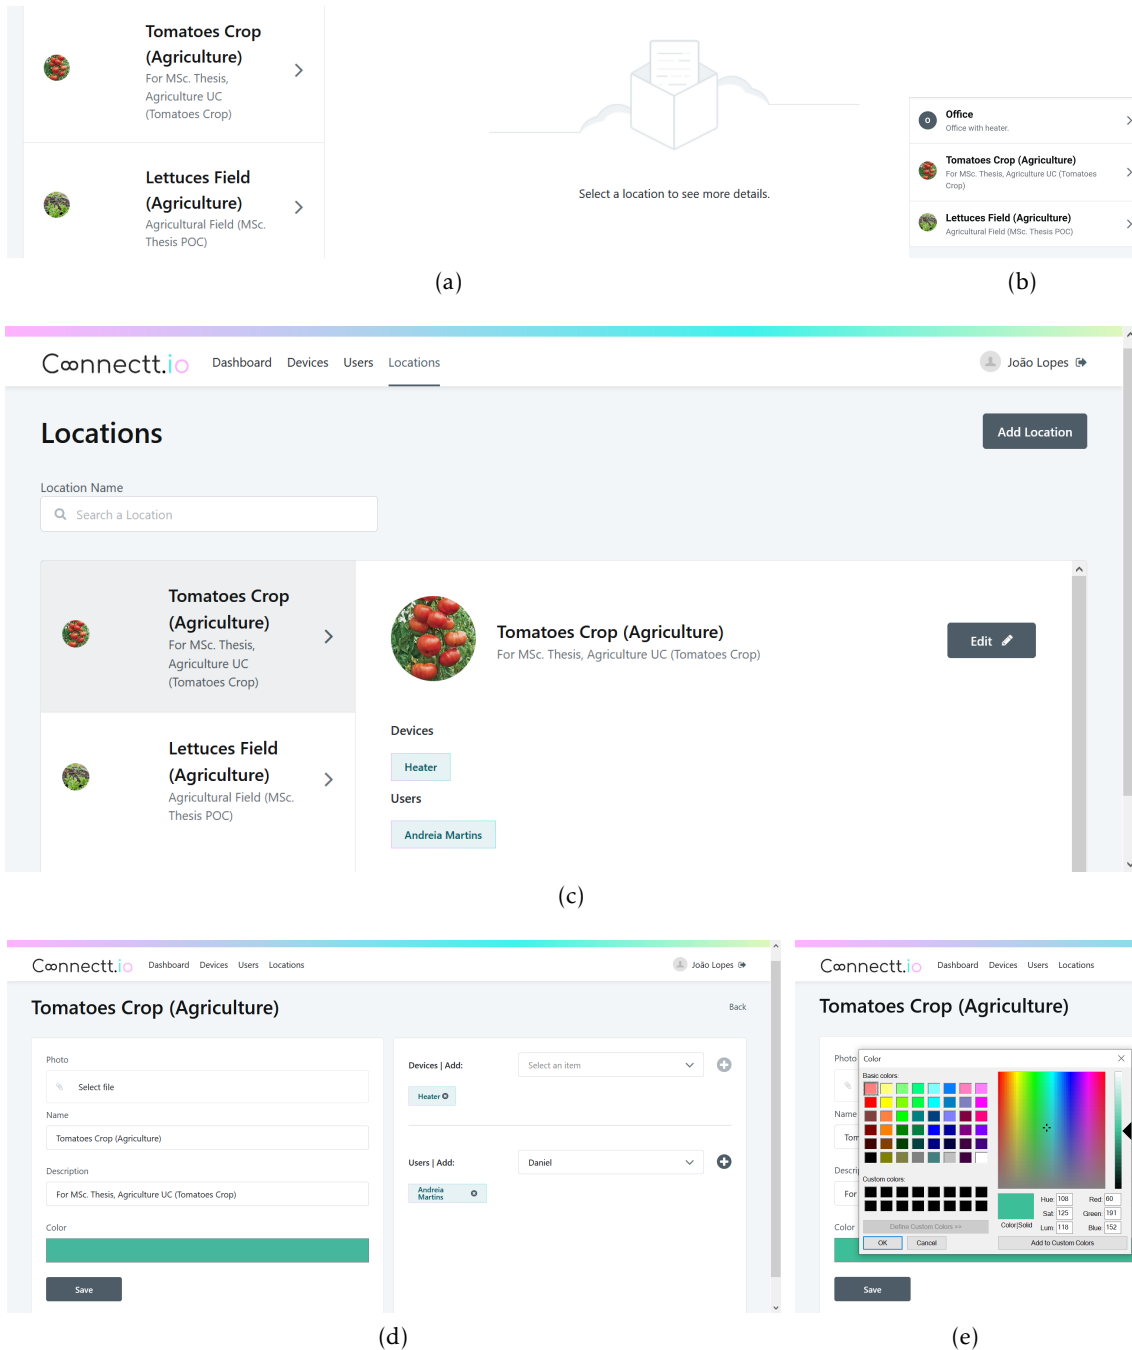 Tomatoes Crop
(Agriculture)
For MSc. Thesis,
Agriculture UC
(Tomatoes Crop)
Lettuces Field
(Agriculture)
Agricultural Field (MSc.
Thesis POC)
Select a location to see more details.
(a)
O
Office
Office with heater.
Tomatoes Crop (Agriculture)
For MSc. Thesis, Agriculture UC (Tomatoes
Crop)
Lettuces Field (Agriculture)
Agricultural Field (MSc. Thesis POC)
(b)
Connectt.io Dashboard Devices Users Locations João Lopes
Locations
Add Location
Location Name
Search a Location
Tomatoes Crop
(Agriculture)
For MSc. Thesis,
Agriculture UC
(Tomatoes Crop)
Lettuces Field
(Agriculture)
Agricultural Field (MSc.
Thesis POC)
Tomatoes Crop (Agriculture)
For MSc. Thesis, Agriculture UC (Tomatoes Crop)
Edit
Devices
Heater
Users
Andreia Martins
(c)
Connectt.io Dashboard Devices Users Locations João Lopes
Tomatoes Crop (Agriculture)
Back
Photo
Select file
Name
Tomatoes Crop (Agriculture)
Description
For MSc. Thesis, Agriculture UC (Tomatoes Crop)
Color
Save
Devices | Add: Select an item
Heater
Users | Add: Daniel
Andreia
Martins
(d)
Connectt.io Dashboard Devices Users Locations
Tomatoes Crop (Agriculture)
Photo
Name
Tom
Descri
For
Color
Save
Color
Basic colors:
Custom colors:
Define Custom Colors >>
OK Cancel
Color|Solid
Hue: 108 Red: 60
Sat: 125 Green: 191
Lum: 118 Blue: 152
Add to Custom Colors
(e)